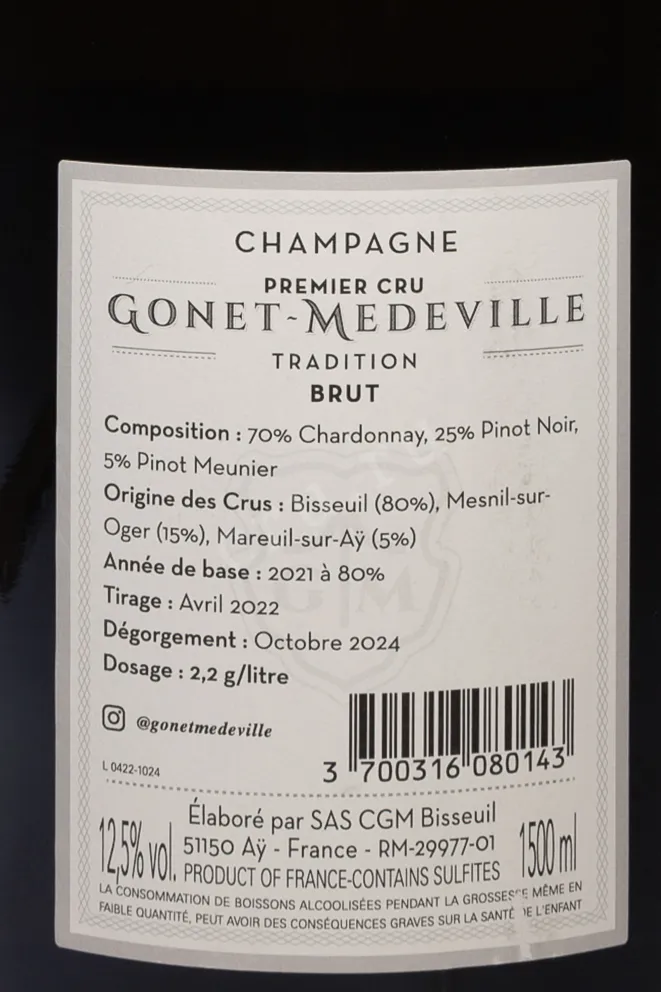 CHAMPAGNE
PREMIER CRU
GONET-MEDEVILLE
TRADITION
BRUT
Composition : 70% Chardonnay, 25% Pinot Noir,
5% Pinot Meunier
Origine des Crus : Bisseuil (80%), Mesnil-sur-
Oger (15%), Mareuil-sur-Aÿ (5%)
Année de base : 2021 à 80%
Tirage : Avril 2022
Dégorgement : Octobre 2024
Dosage : 2,2 g/litre
@gonetmedeville
L 0422-1024
3 700316 080143
Élaboré par SAS CGM Bisseuil
51150 Aÿ - France - RM-29977-01
PRODUCT OF FRANCE-CONTAINS SULFITES
12,5% vol.
1500 ml
LA CONSOMMATION DE BOISSONS ALCOOLISÉES PENDANT LA GROSSESSE MÊME EN
FAIBLE QUANTITÉ, PEUT AVOIR DES CONSÉQUENCES GRAVES SUR LA SANTÉ DE L'ENFANT
G M